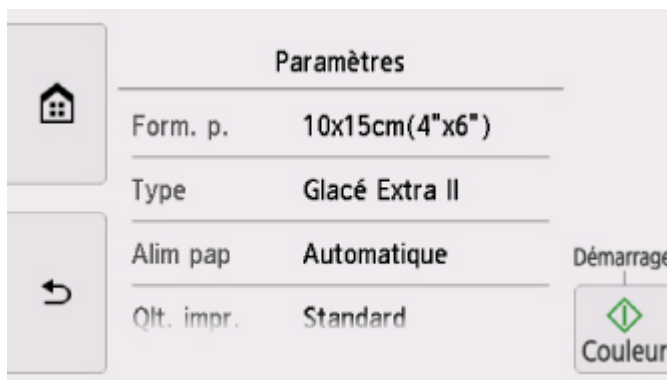 Paramètres
Form. p. 10x15cm(4"x6")
Type Glacé Extra II
Alim pap Automatique
Qlt. impr. Standard
Démarrage
Couleur